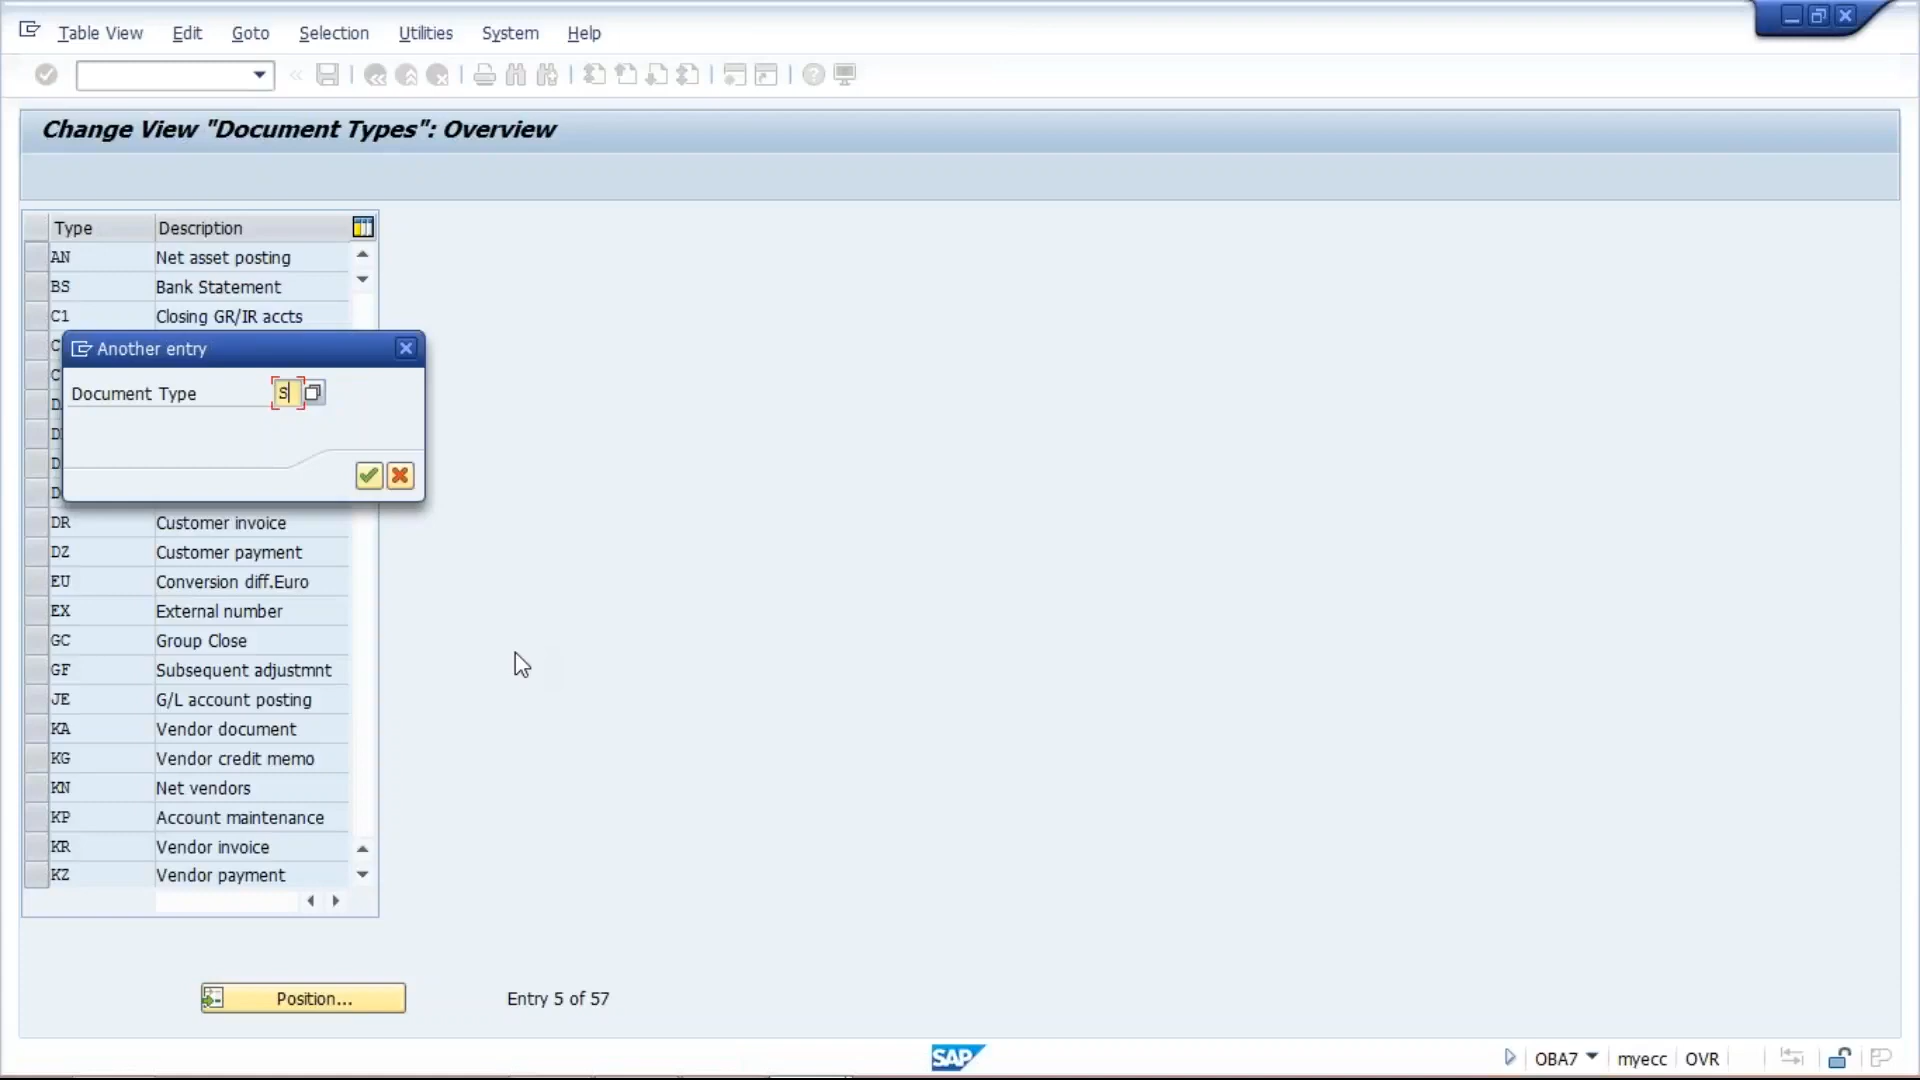 Table View Edit Goto Selection Utilities System Help
Change View "Document Types": Overview
Type Description
AN Net asset posting
BS Bank Statement
C1 Closing GR/IR accts
C
C
D
D
D
D
Another entry
Document Type S
DR Customer invoice
DZ Customer payment
EU Conversion diff.Euro
EX External number
GC Group Close
GF Subsequent adjustmnt
JE G/L account posting
KA Vendor document
KG Vendor credit memo
KN Net vendors
KP Account maintenance
KR Vendor invoice
KZ Vendor payment
Position... Entry 5 of 57
SAP OBA7 myecc OVR